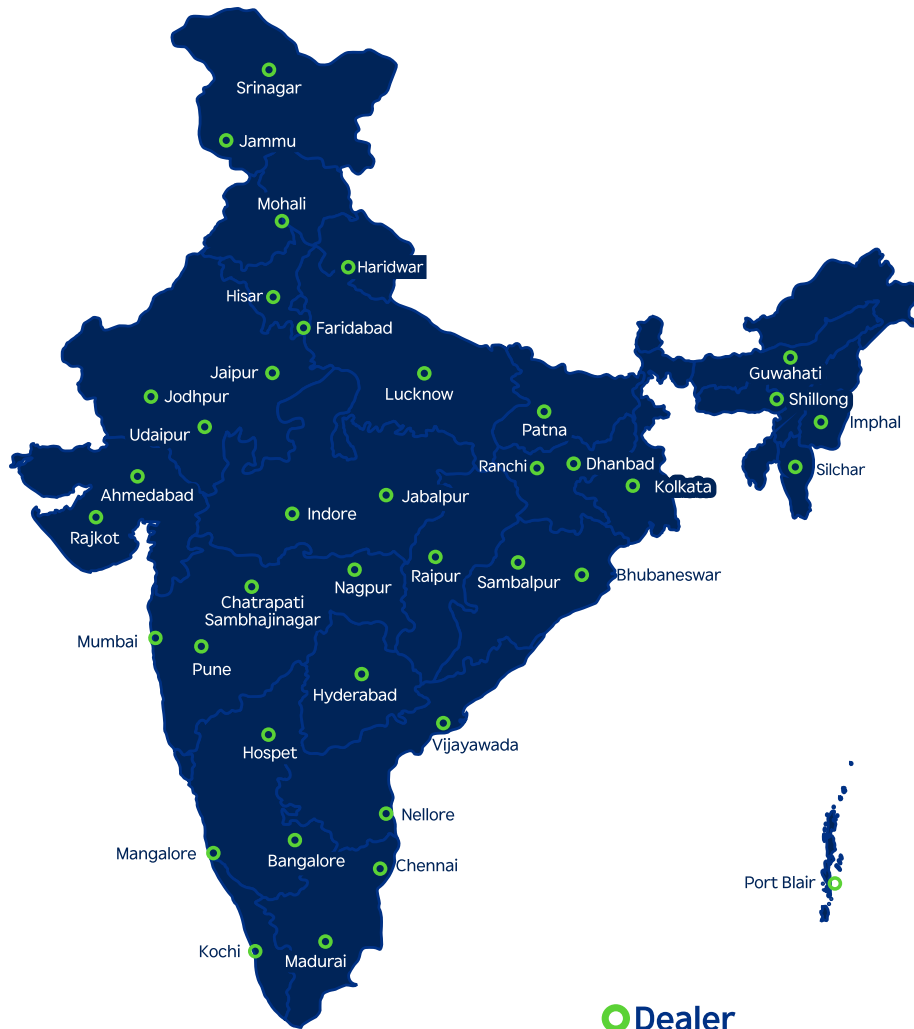 Srinagar
Jammu
Mohali
Haridwar
Hisar
Faridabad
Jaipur
Lucknow
Guwahati
Jodhpur
Shillong
Udaipur
Patna
Imphal
Ranchi
Dhanbad
Silchar
Ahmedabad
Jabalpur
Kolkata
Rajkot
Indore
Nagpur
Raipur
Sambalpur
Bhubaneswar
Chatrapati
Sambhajinagar
Mumbai
Pune
Hyderabad
Hospet
Vijayawada
Nellore
Mangalore
Bangalore
Chennai
Port Blair
Kochi
Madurai
Dealer